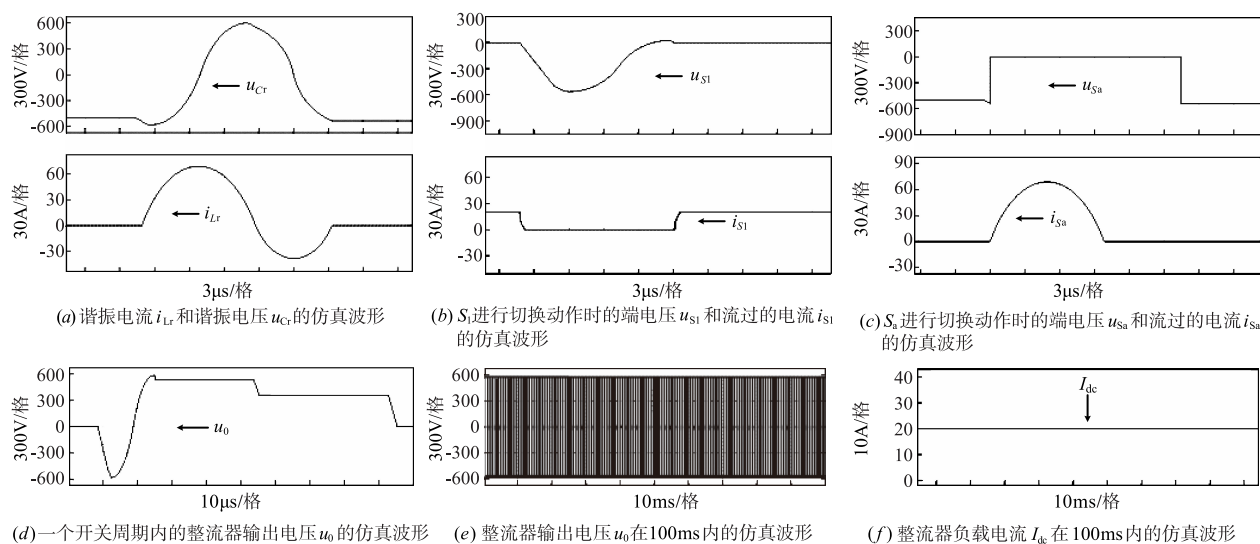 300V/格
600
300
0
-300
-600
u_Cr
30A/格
60
30
0
-30
i_Lr
3μs/格
(a) 谐振电流 i_Lr 和谐振电压 u_Cr 的仿真波形
300V/格
300
0
-300
-600
-900
u_S1
30A/格
60
30
0
-30
i_S1
3μs/格
(b) S_1 进行切换动作时的端电压 u_S1 和流过的电流 i_S1
的仿真波形
300V/格
300
0
-300
-600
-900
u_Sa
30A/格
90
60
30
0
-30
i_Sa
3μs/格
(c) S_a 进行切换动作时的端电压 u_Sa 和流过的电流 i_Sa
的仿真波形
300V/格
600
300
0
-300
-600
u_0
10μs/格
(d) 一个开关周期内的整流器输出电压 u_0 的仿真波形
300V/格
600
300
0
-300
-600
10ms/格
(e) 整流器输出电压 u_0 在100ms内的仿真波形
10A/格
40
30
20
10
0
I_dc
10ms/格
(f) 整流器负载电流 I_dc 在100ms内的仿真波形